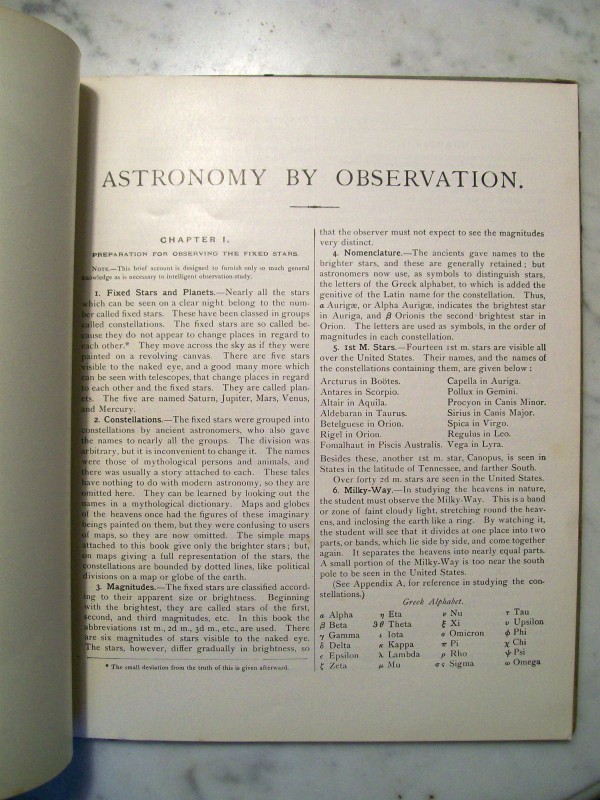 ASTRONOMY BY OBSERVATION.
CHAPTER I.
PREPARATION FOR OBSERVING THE FIXED STARS.
NOTE.—This brief account is designed to furnish only so much general
knowledge as is necessary to intelligent observation-study.
1. Fixed Stars and Planets.—Nearly all the stars
which can be seen on a clear night belong to the num-
ber called fixed stars. These have been classed in groups
called constellations. The fixed stars are so called be-
cause they do not appear to change places in regard to
each other.* They move across the sky as if they were
painted on a revolving canvas. There are five stars
visible to the naked eye, and a good many more which
can be seen with telescopes, that change places in regard
to each other and the fixed stars. They are called plan-
ets. The five are named Saturn, Jupiter, Mars, Venus,
and Mercury.
2. Constellations.—The fixed stars were grouped into
constellations by ancient astronomers, who also gave
the names to nearly all the groups. The division was
arbitrary, but it is inconvenient to change it. The names
were those of mythological persons and animals, and
there was usually a story attached to each. These tales
have nothing to do with modern astronomy, so they are
omitted here. They can be learned by looking out the
names in a mythological dictionary. Maps and globes
of the heavens once had the figures of these imaginary
beings painted on them, but they were confusing to users
of maps, so they are now omitted. The simple maps
attached to this book give only the brighter stars; but,
on maps giving a full representation of the stars, the
constellations are bounded by dotted lines, like political
divisions on a map or globe of the earth.
3. Magnitudes.—The fixed stars are classified accord-
ing to their apparent size or brightness. Beginning
with the brightest, they are called stars of the first,
second, and third magnitudes, etc. In this book the
abbreviations 1st m., 2d m., 3d m., etc., are used. There
are six magnitudes of stars visible to the naked eye.
The stars, however, differ gradually in brightness, so
* The small deviation from the truth of this is given afterward.
that the observer must not expect to see the magnitudes
very distinct.
4. Nomenclature.—The ancients gave names to the
brighter stars, and these are generally retained; but
astronomers now use, as symbols to distinguish stars,
the letters of the Greek alphabet, to which is added the
genitive of the Latin name for the constellation. Thus,
α Aurigæ, or Alpha Aurigæ, indicates the brightest star
in Auriga, and β Orionis the second brightest star in
Orion. The letters are used as symbols, in the order of
magnitudes in each constellation.
5. 1st M. Stars.—Fourteen 1st m. stars are visible all
over the United States. Their names, and the names of
the constellations containing them, are given below:
Arcturus in Boötes. Capella in Auriga.
Antares in Scorpio. Pollux in Gemini.
Altair in Aquila. Procyon in Canis Minor.
Aldebaran in Taurus. Sirius in Canis Major.
Betelguese in Orion. Spica in Virgo.
Rigel in Orion. Regulus in Leo.
Fomalhaut in Piscis Australis. Vega in Lyra.
Besides these, another 1st m. star, Canopus, is seen in
States in the latitude of Tennessee, and farther South.
Over forty 2d m. stars are seen in the United States.
6. Milky-Way.—In studying the heavens in nature,
the student must observe the Milky-Way. This is a band
or zone of faint cloudy light, stretching round the heav-
ens, and inclosing the earth like a ring. By watching it,
the student will see that it divides at one place into two
parts, or bands, which lie side by side, and come together
again. It separates the heavens into nearly equal parts.
A small portion of the Milky-Way is too near the south
pole to be seen in the United States.
(See Appendix A, for reference in studying the con-
stellations.)
Greek Alphabet.
α Alpha η Eta ν Nu τ Tau
β Beta ϑ θ Theta ξ Xi υ Upsilon
γ Gamma ι Iota ο Omicron ϕ Phi
δ Delta κ Kappa π Pi χ Chi
ε Epsilon λ Lambda ρ Rho ψ Psi
ζ Zeta μ Mu σ ς Sigma ω Omega